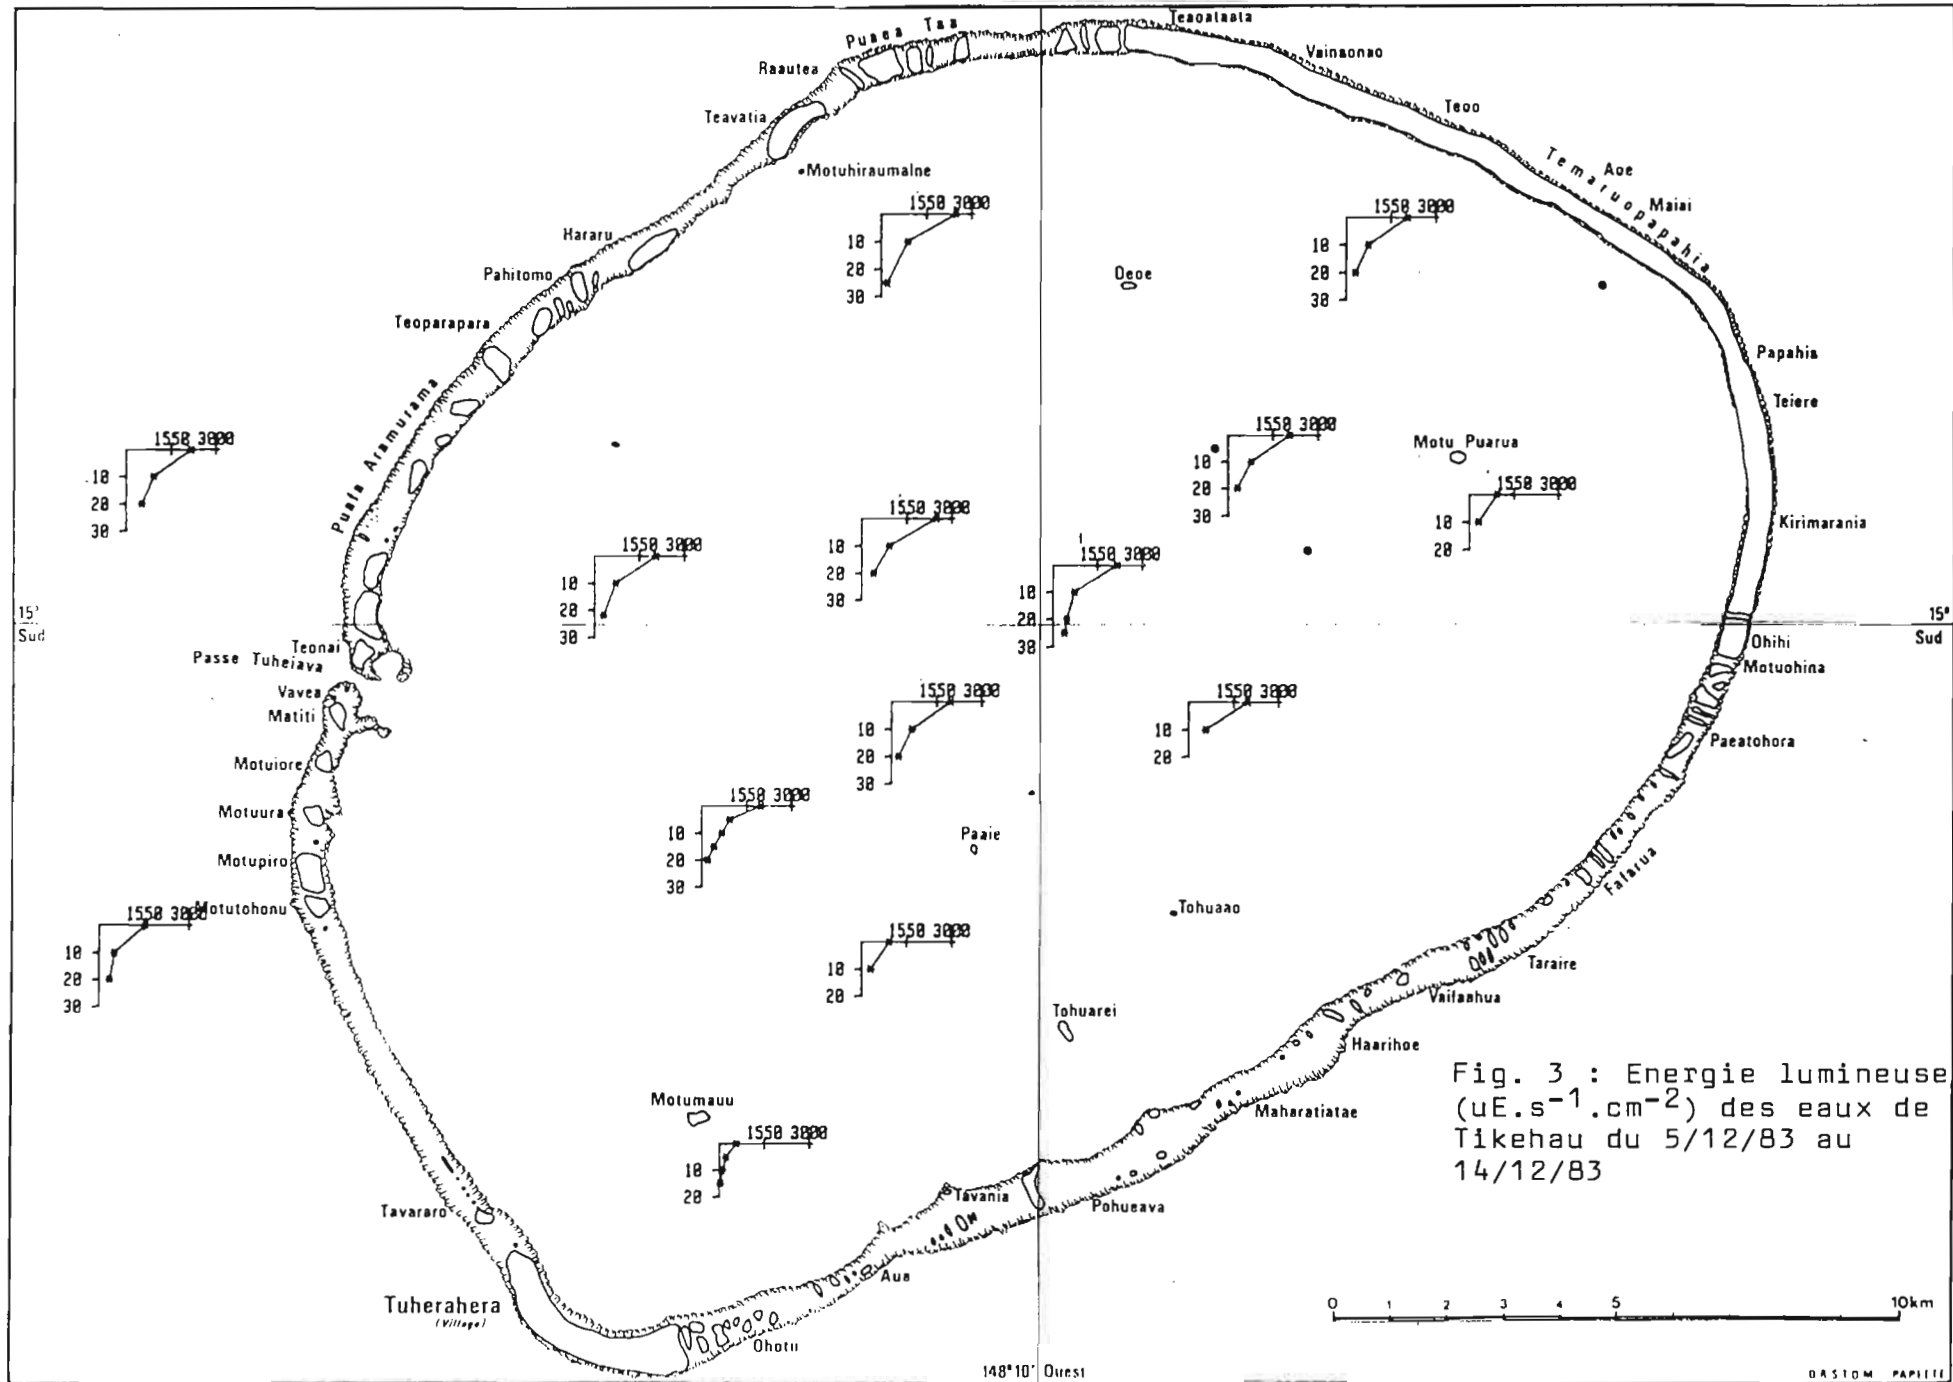 Teaoalaata
Puaea Taa
Vainaonao
Raautea
Teoo
Teavatia
Aoe
Temaruopapahia
Motuhiraumalne
Maiai
1550 3000
10
20
30
1550 3000
10
20
30
Hararu
Oeoe
Pahitomo
Teoparapara
Papahia
Teiere
Puafa Aramurama
1550 3000
10
20
30
1550 3000
10
20
30
Motu Puarua
1550 3000
10
20
1550 3000
10
20
30
Kirimarania
1550 3000
10
20
30
1550 3000
10
20
30
15°
Sud
15°
Sud
Teonai
Ohihi
Passe Tuheiava
Motuohina
Vavea
Matiti
1550 3000
10
20
30
1550 3000
10
20
Paeatohora
Motuiore
Motuura
1550 3000
10
20
30
Paaie
Motupiro
Fafarua
Motutohonu
1550 3000
10
20
30
Tohuaao
1550 3000
10
20
Taraire
Vaifaahua
Tohuarei
Haarihoe
Fig. 3 : Energie lumineuse
(uE.s-1.cm-2) des eaux de
Tikehau du 5/12/83 au
14/12/83
Motumauu
Maharatiatae
1550 3000
10
20
Tavania
Pohueava
Tavararo
Aua
Tuherahera
(Village)
0 1 2 3 4 5 10km
Ohotu
148°10' Ouest
ORSTOM PAPEETE